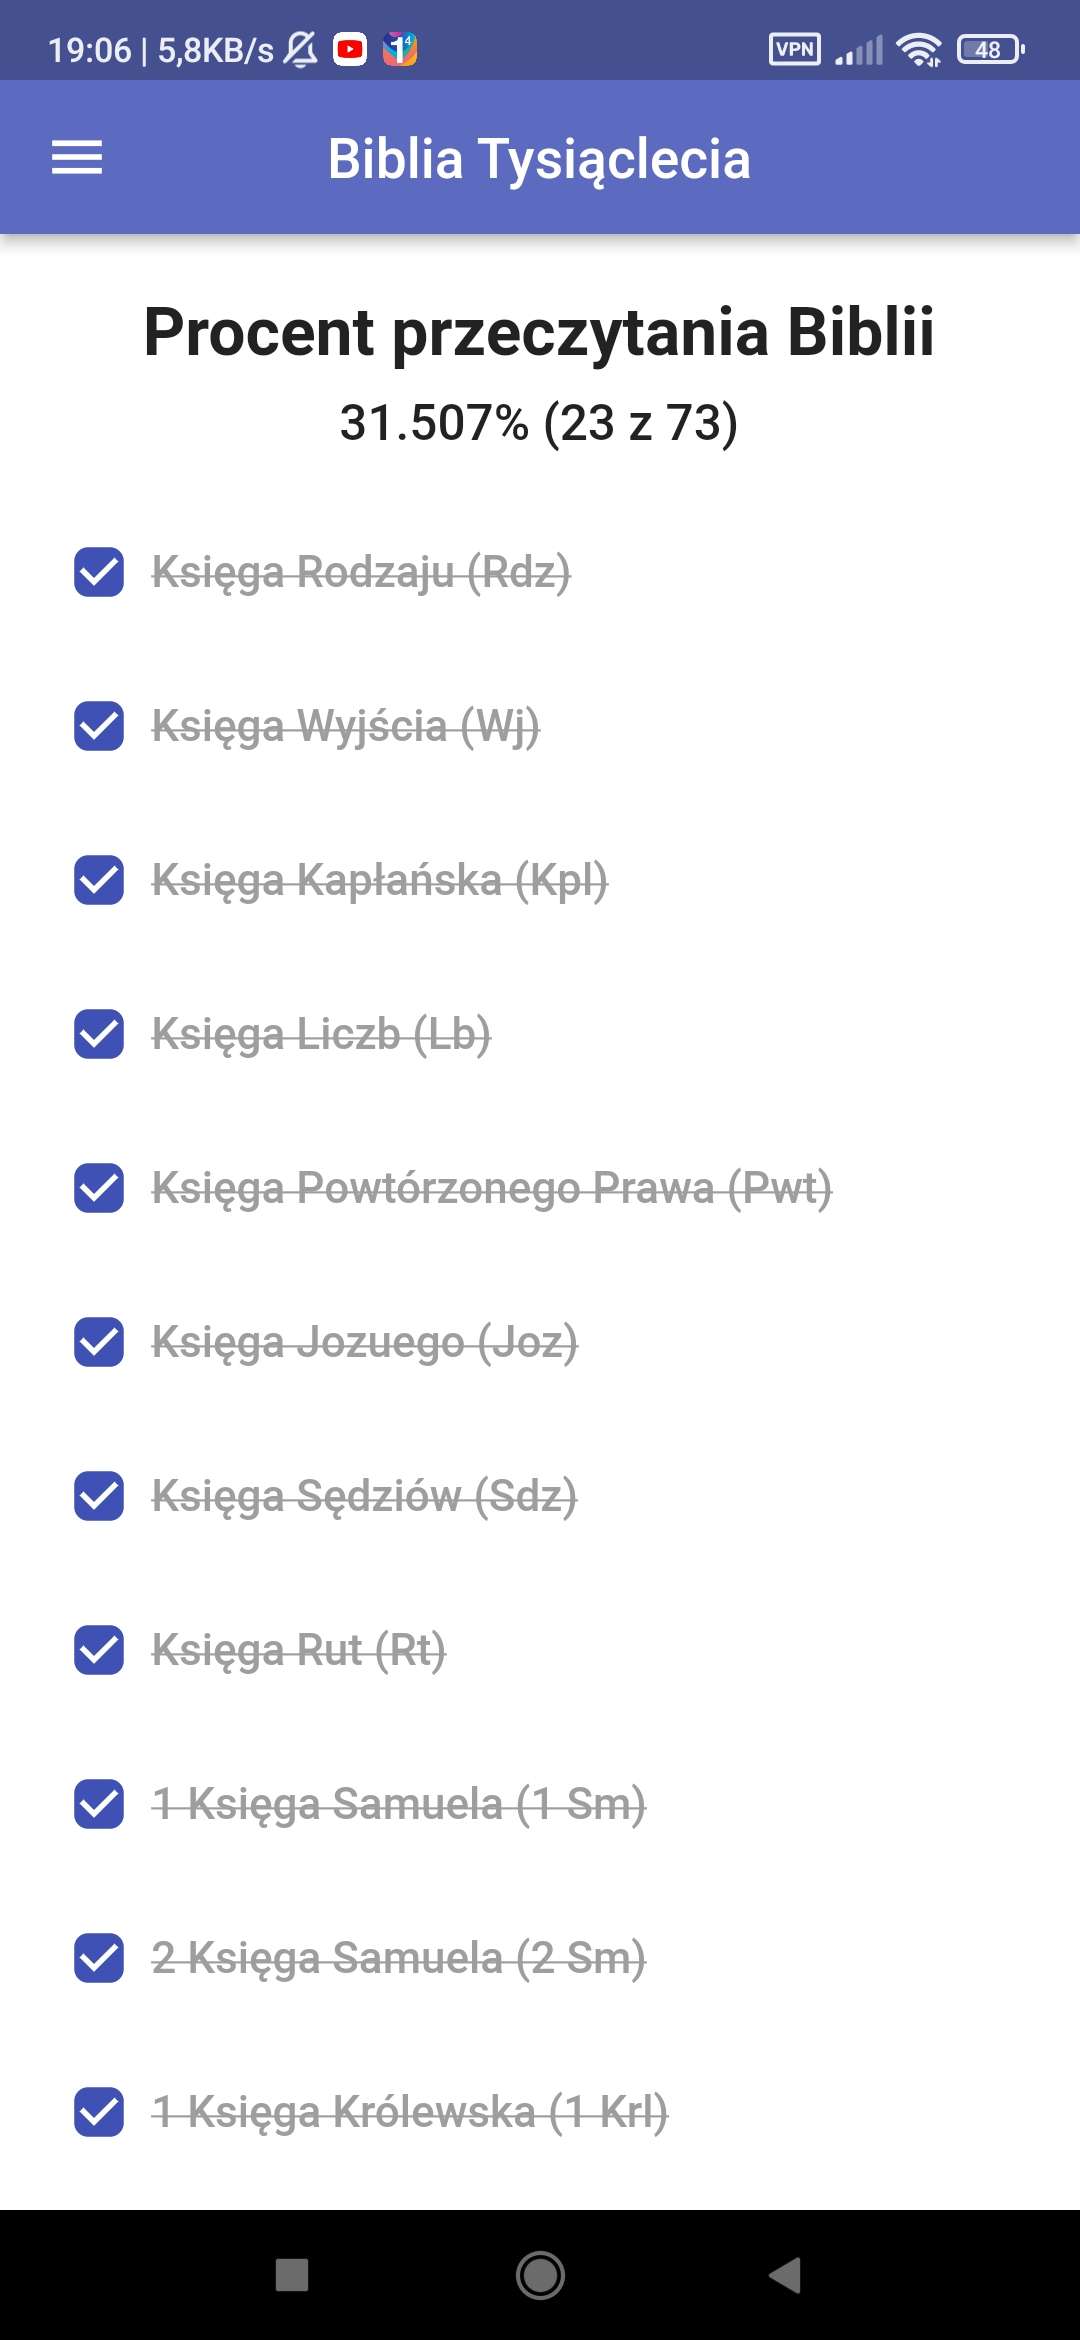 19:06 | 5,8KB/s
VPN
48
Biblia Tysiąclecia
Procent przeczytania Biblii
31.507% (23 z 73)
Księga Rodzaju (Rdz)
Księga Wyjścia (Wj)
Księga Kapłańska (Kpl)
Księga Liczb (Lb)
Księga Powtórzonego Prawa (Pwt)
Księga Jozuego (Joz)
Księga Sędziów (Sdz)
Księga Rut (Rt)
1 Księga Samuela (1 Sm)
2 Księga Samuela (2 Sm)
1 Księga Królewska (1 Krl)